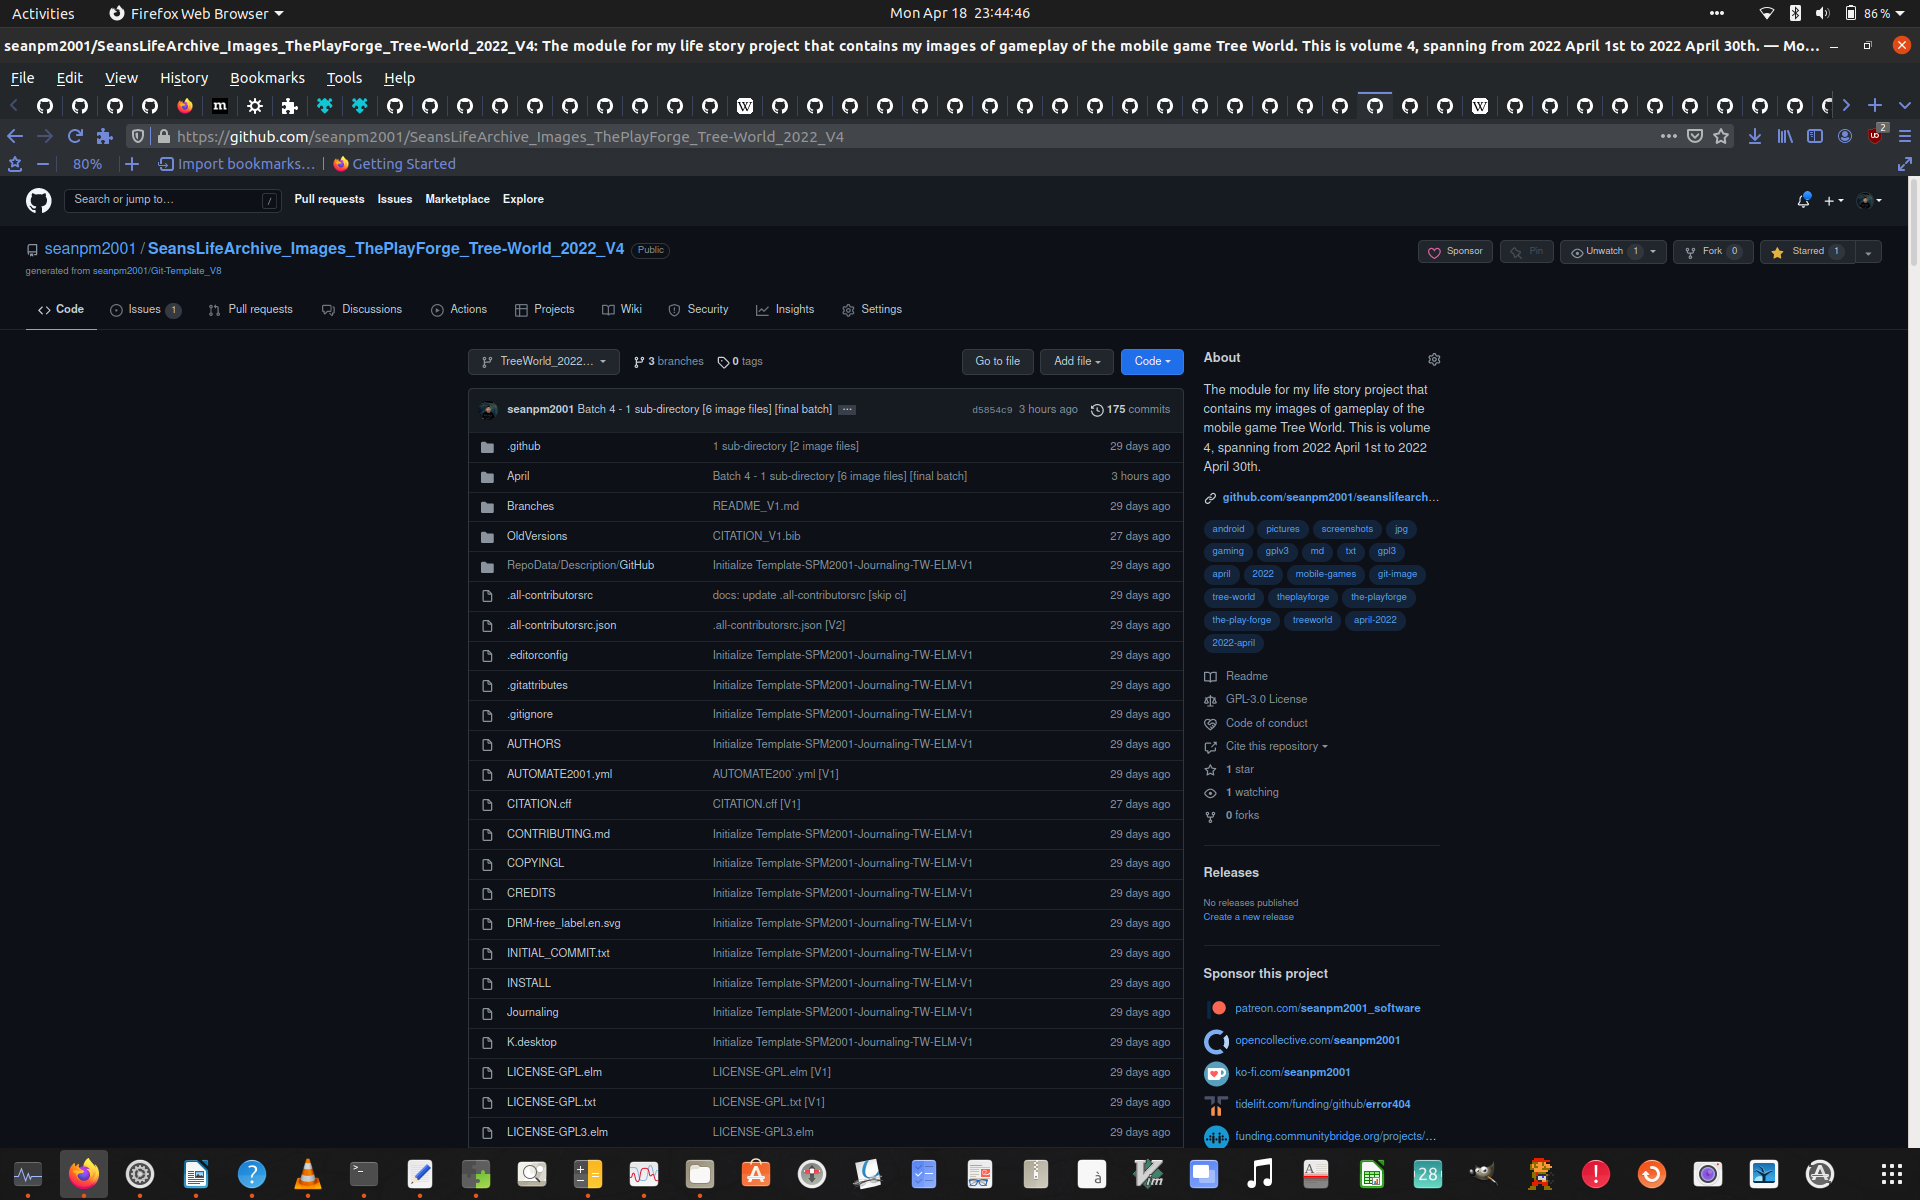 Activities Firefox Web Browser Mon Apr 18 23:44:46 86 %
seanpm2001/SeansLifeArchive_Images_ThePlayForge_Tree-World_2022_V4: The module for my life story project that contains my images of gameplay of the mobile game Tree World. This is volume 4, spanning from 2022 April 1st to 2022 April 30th. — Mo...
File Edit View History Bookmarks Tools Help
https://github.com/seanpm2001/SeansLifeArchive_Images_ThePlayForge_Tree-World_2022_V4 2
80% Import bookmarks... Getting Started
Search or jump to... / Pull requests Issues Marketplace Explore
seanpm2001 / SeansLifeArchive_Images_ThePlayForge_Tree-World_2022_V4 Public
Sponsor Pin Unwatch 1 Fork 0 Starred 1
generated from seanpm2001/Git-Template_V8
Code Issues 1 Pull requests Discussions Actions Projects Wiki Security Insights Settings
TreeWorld_2022... 3 branches 0 tags Go to file Add file Code
seanpm2001 Batch 4 - 1 sub-directory [6 image files] [final batch] ... d5854c9 3 hours ago 175 commits
.github 1 sub-directory [2 image files] 29 days ago
April Batch 4 - 1 sub-directory [6 image files] [final batch] 3 hours ago
Branches README_V1.md 29 days ago
OldVersions CITATION_V1.bib 27 days ago
RepoData/Description/GitHub Initialize Template-SPM2001-Journaling-TW-ELM-V1 29 days ago
.all-contributorsrc docs: update .all-contributorsrc [skip ci] 29 days ago
.all-contributorsrc.json .all-contributorsrc.json [V2] 29 days ago
.editorconfig Initialize Template-SPM2001-Journaling-TW-ELM-V1 29 days ago
.gitattributes Initialize Template-SPM2001-Journaling-TW-ELM-V1 29 days ago
.gitignore Initialize Template-SPM2001-Journaling-TW-ELM-V1 29 days ago
AUTHORS Initialize Template-SPM2001-Journaling-TW-ELM-V1 29 days ago
AUTOMATE2001.yml AUTOMATE200`.yml [V1] 29 days ago
CITATION.cff CITATION.cff [V1] 27 days ago
CONTRIBUTING.md Initialize Template-SPM2001-Journaling-TW-ELM-V1 29 days ago
COPYINGL Initialize Template-SPM2001-Journaling-TW-ELM-V1 29 days ago
CREDITS Initialize Template-SPM2001-Journaling-TW-ELM-V1 29 days ago
DRM-free_label.en.svg Initialize Template-SPM2001-Journaling-TW-ELM-V1 29 days ago
INITIAL_COMMIT.txt Initialize Template-SPM2001-Journaling-TW-ELM-V1 29 days ago
INSTALL Initialize Template-SPM2001-Journaling-TW-ELM-V1 29 days ago
Journaling Initialize Template-SPM2001-Journaling-TW-ELM-V1 29 days ago
K.desktop Initialize Template-SPM2001-Journaling-TW-ELM-V1 29 days ago
LICENSE-GPL.elm LICENSE-GPL.elm [V1] 29 days ago
LICENSE-GPL.txt LICENSE-GPL.txt [V1] 29 days ago
LICENSE-GPL3.elm LICENSE-GPL3.elm 29 days ago
About
The module for my life story project that
contains my images of gameplay of the
mobile game Tree World. This is volume
4, spanning from 2022 April 1st to 2022
April 30th.
github.com/seanpm2001/seanslifearch...
android pictures screenshots jpg
gaming gplv3 md txt gpl3
april 2022 mobile-games git-image
tree-world theplayforge the-playforge
the-play-forge treeworld april-2022
2022-april
Readme
GPL-3.0 License
Code of conduct
Cite this repository
1 star
1 watching
0 forks
Releases
No releases published
Create a new release
Sponsor this project
patreon.com/seanpm2001_software
opencollective.com/seanpm2001
ko-fi.com/seanpm2001
tidelift.com/funding/github/error404
funding.communitybridge.org/projects/...
28